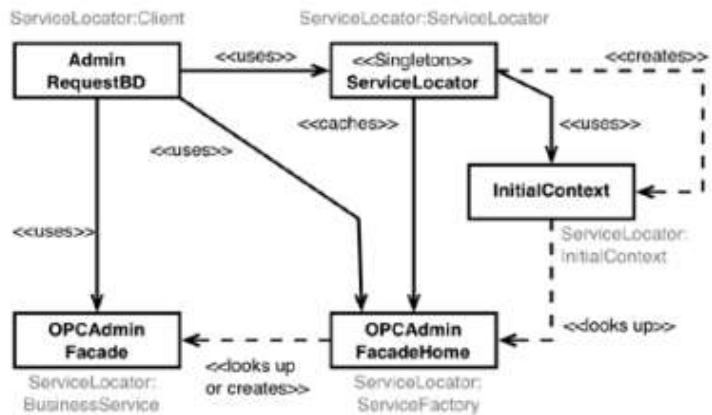 ServiceLocator:Client
ServiceLocator:ServiceLocator
Admin
RequestBD
<<uses>>
<<Singleton>>
ServiceLocator
<<creates>>
<<caches>>
<<uses>>
<<uses>>
InitialContext
<<uses>>
ServiceLocator:
InitialContext
OPCAdmin
Facade
OPCAdmin
FacadeHome
<<looks up>>
<<looks up
or creates>>
ServiceLocator:
BusinessService
ServiceLocator:
ServiceFactory